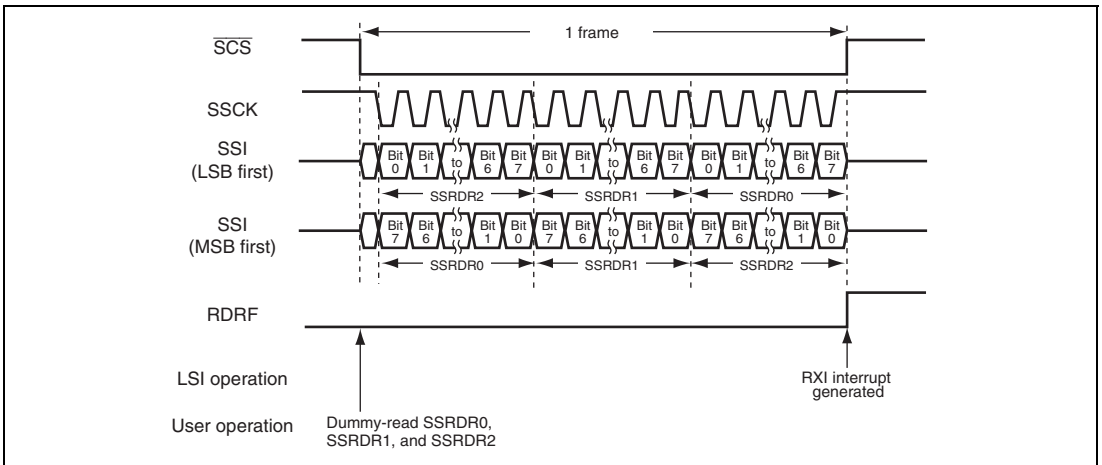 1 frame
SCS
SSCK
SSI
(LSB first)
Bit 0 Bit 1 to Bit 6 Bit 7 Bit 0 Bit 1 to Bit 6 Bit 7 Bit 0 Bit 1 to Bit 6 Bit 7
SSRDR2 SSRDR1 SSRDR0
SSI
(MSB first)
Bit 7 Bit 6 to Bit 1 Bit 0 Bit 7 Bit 6 to Bit 1 Bit 0 Bit 7 Bit 6 to Bit 1 Bit 0
SSRDR0 SSRDR1 SSRDR2
RDRF
LSI operation
RXI interrupt
generated
User operation
Dummy-read SSRDR0,
SSRDR1, and SSRDR2